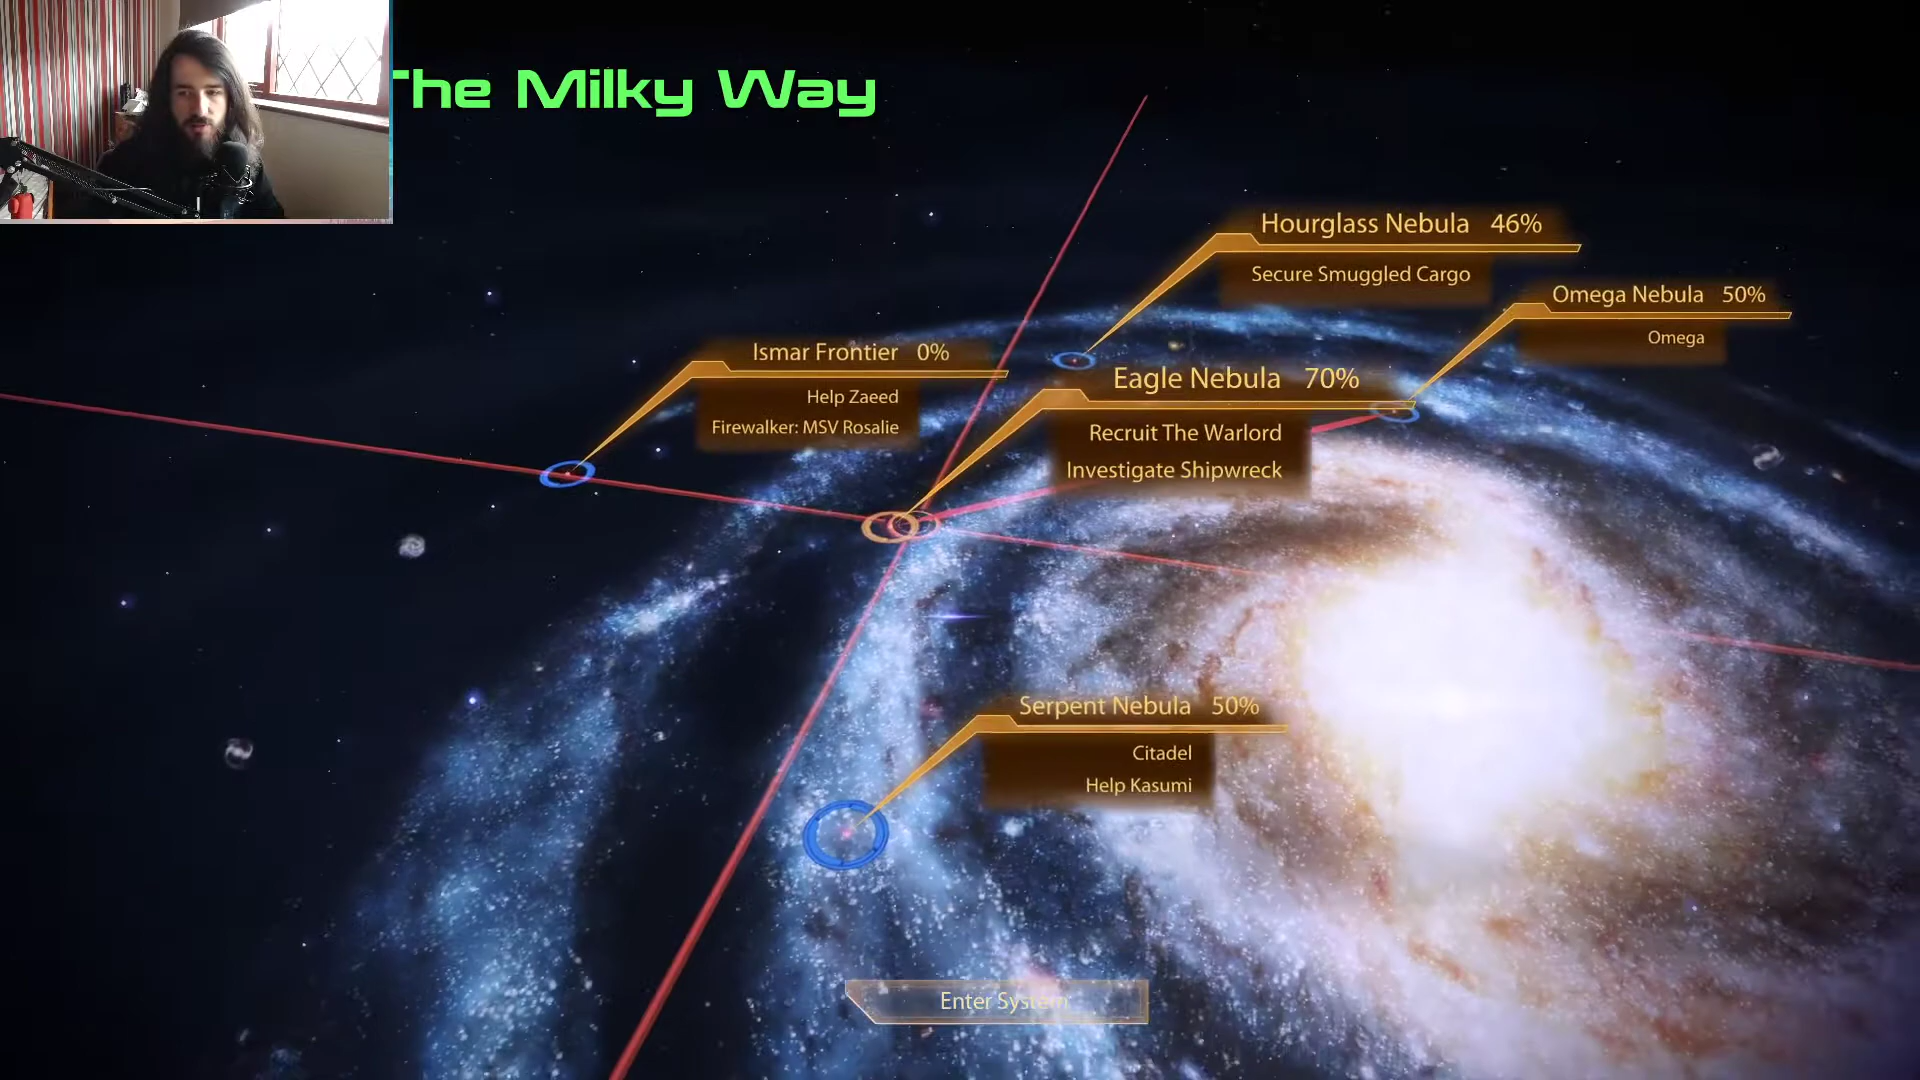 The Milky Way
Hourglass Nebula 46%
Secure Smuggled Cargo
Omega Nebula 50%
Omega
Ismar Frontier 0%
Help Zaeed
Firewalker: MSV Rosalie
Eagle Nebula 70%
Recruit The Warlord
Investigate Shipwreck
Serpent Nebula 50%
Citadel
Help Kasumi
Enter System